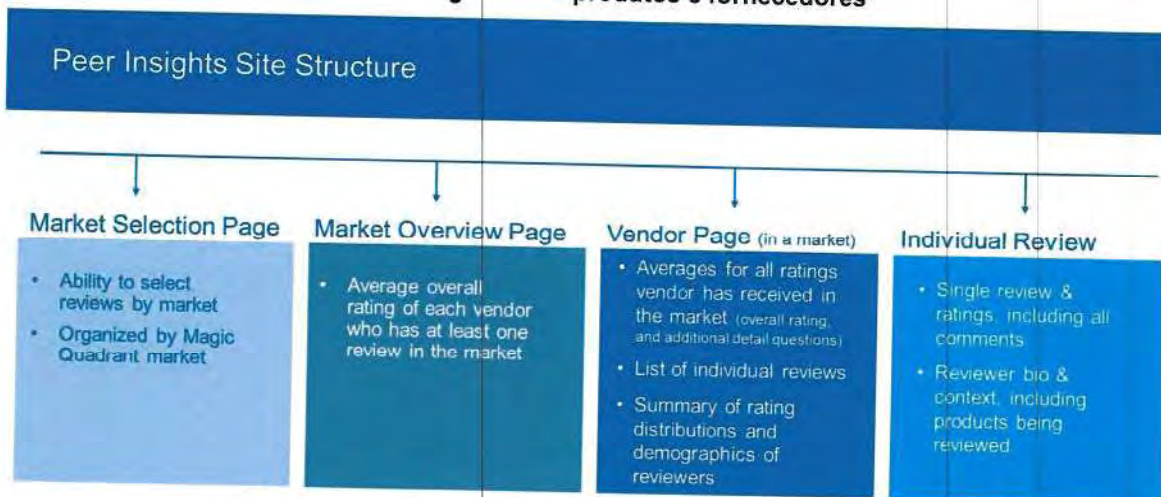 produtos e fornecedores
Peer Insights Site Structure
Market Selection Page
• Ability to select
reviews by market
• Organized by Magic
Quadrant market
Market Overview Page
• Average overall
rating of each vendor
who has at least one
review in the market
Vendor Page (in a market)
• Averages for all ratings
vendor has received in
the market (overall rating,
and additional detail questions)
• List of individual reviews
• Summary of rating
distributions and
demographics of
reviewers
Individual Review
• Single review &
ratings, including all
comments
• Reviewer bio &
context, including
products being
reviewed